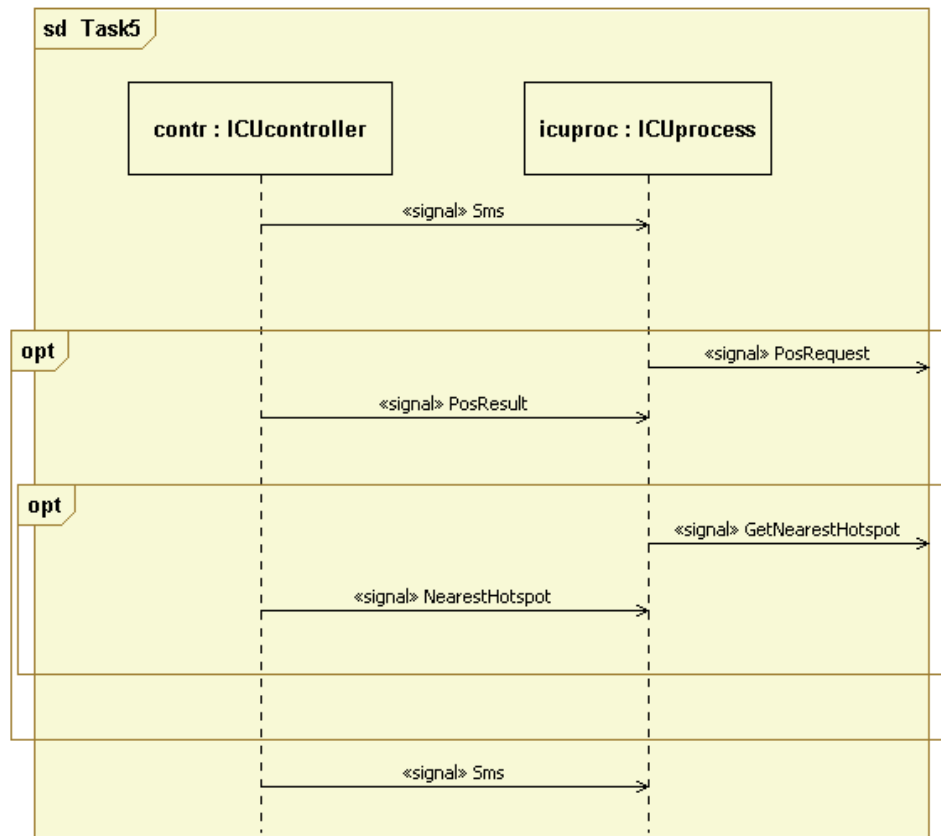 sd Task5
contr : ICUcontroller
icuproc : ICUprocess
«signal» Sms
opt
«signal» PosRequest
«signal» PosResult
opt
«signal» GetNearestHotspot
«signal» NearestHotspot
«signal» Sms